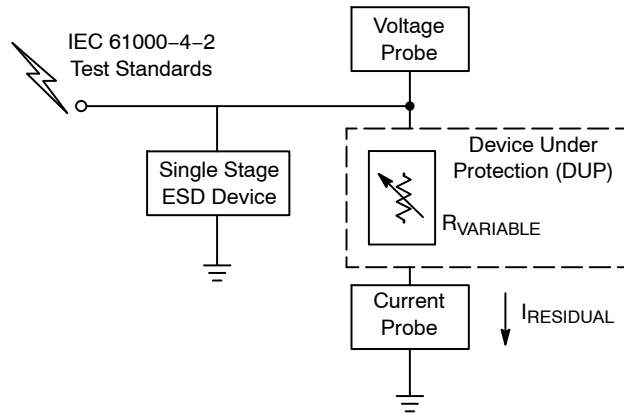 IEC 61000−4−2
Test Standards
Voltage
Probe
Single Stage
ESD Device
Device Under
Protection (DUP)
RVARIABLE
Current
Probe
IRESIDUAL